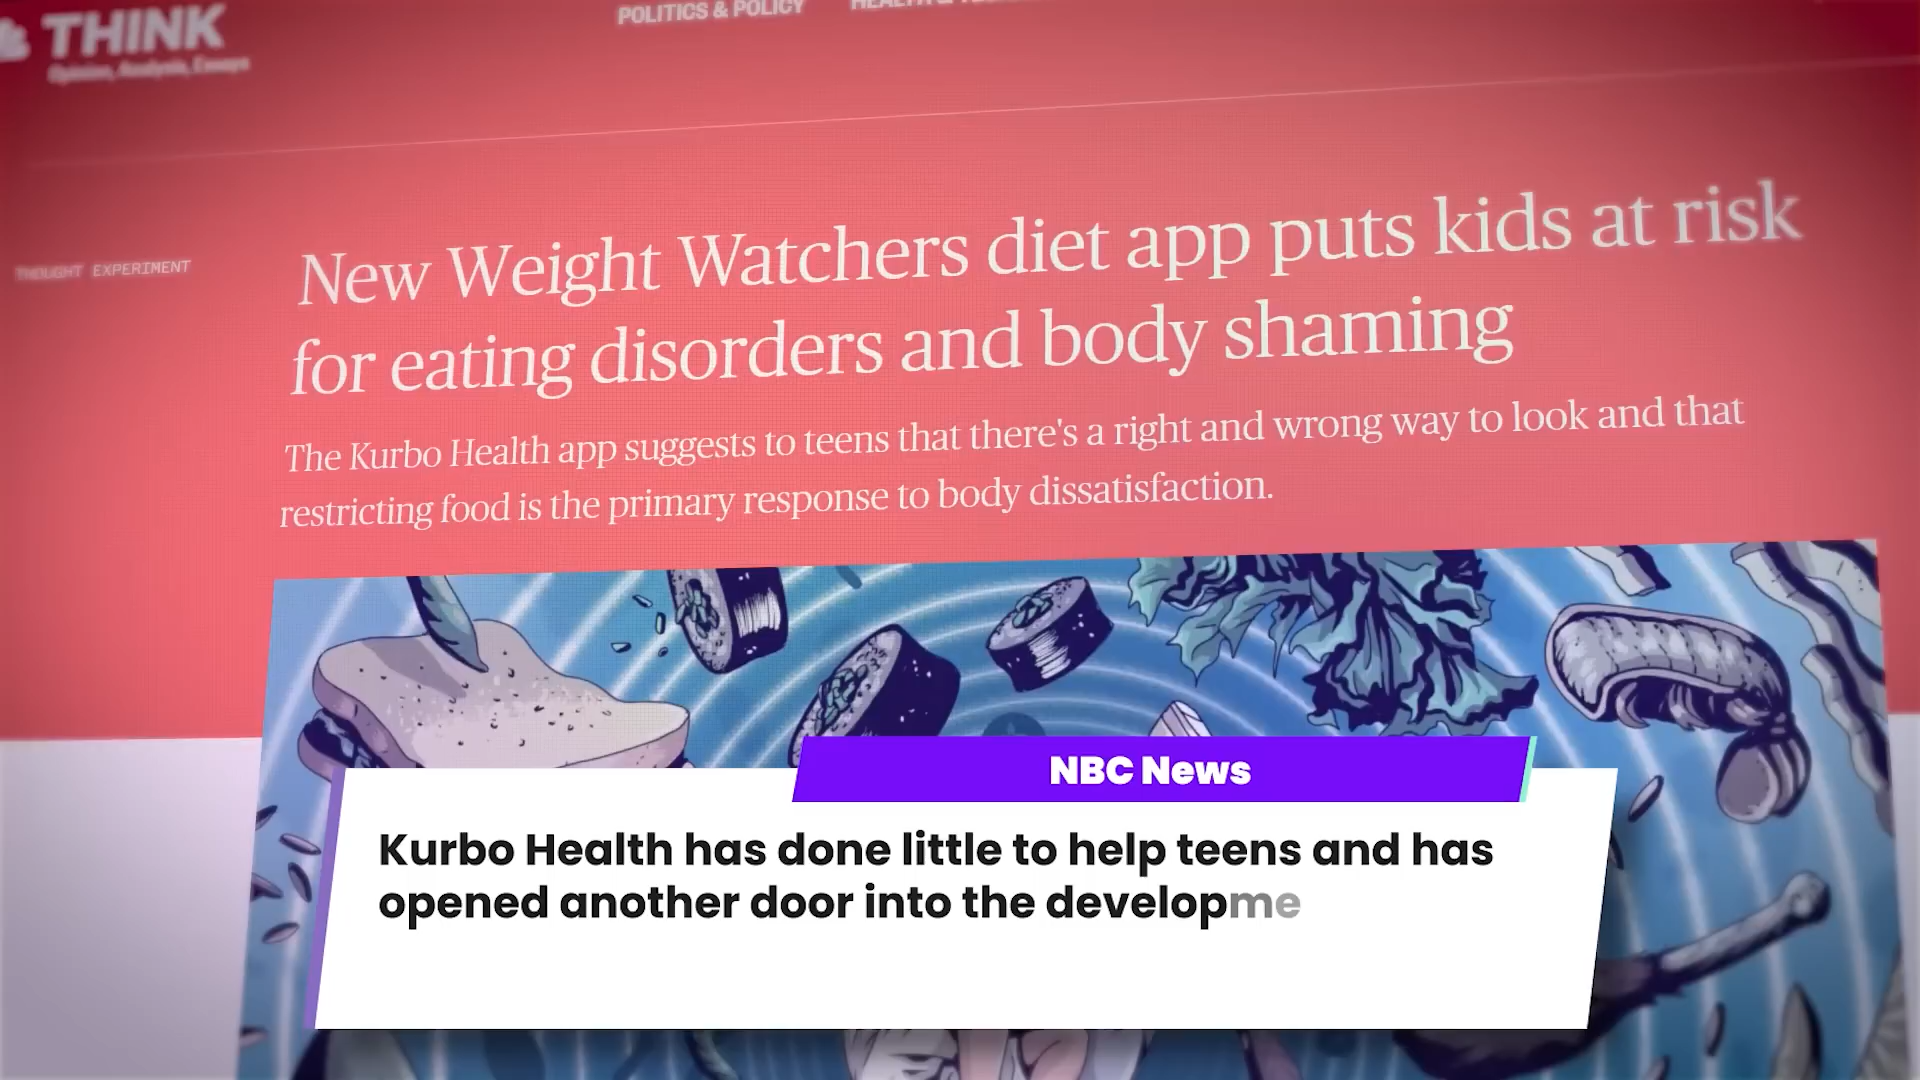 THINK
Opinion, Analysis, Essays
POLITICS & POLICY
THOUGHT EXPERIMENT
New Weight Watchers diet app puts kids at risk
for eating disorders and body shaming
The Kurbo Health app suggests to teens that there's a right and wrong way to look and that
restricting food is the primary response to body dissatisfaction.
NBC News
Kurbo Health has done little to help teens and has
opened another door into the developme